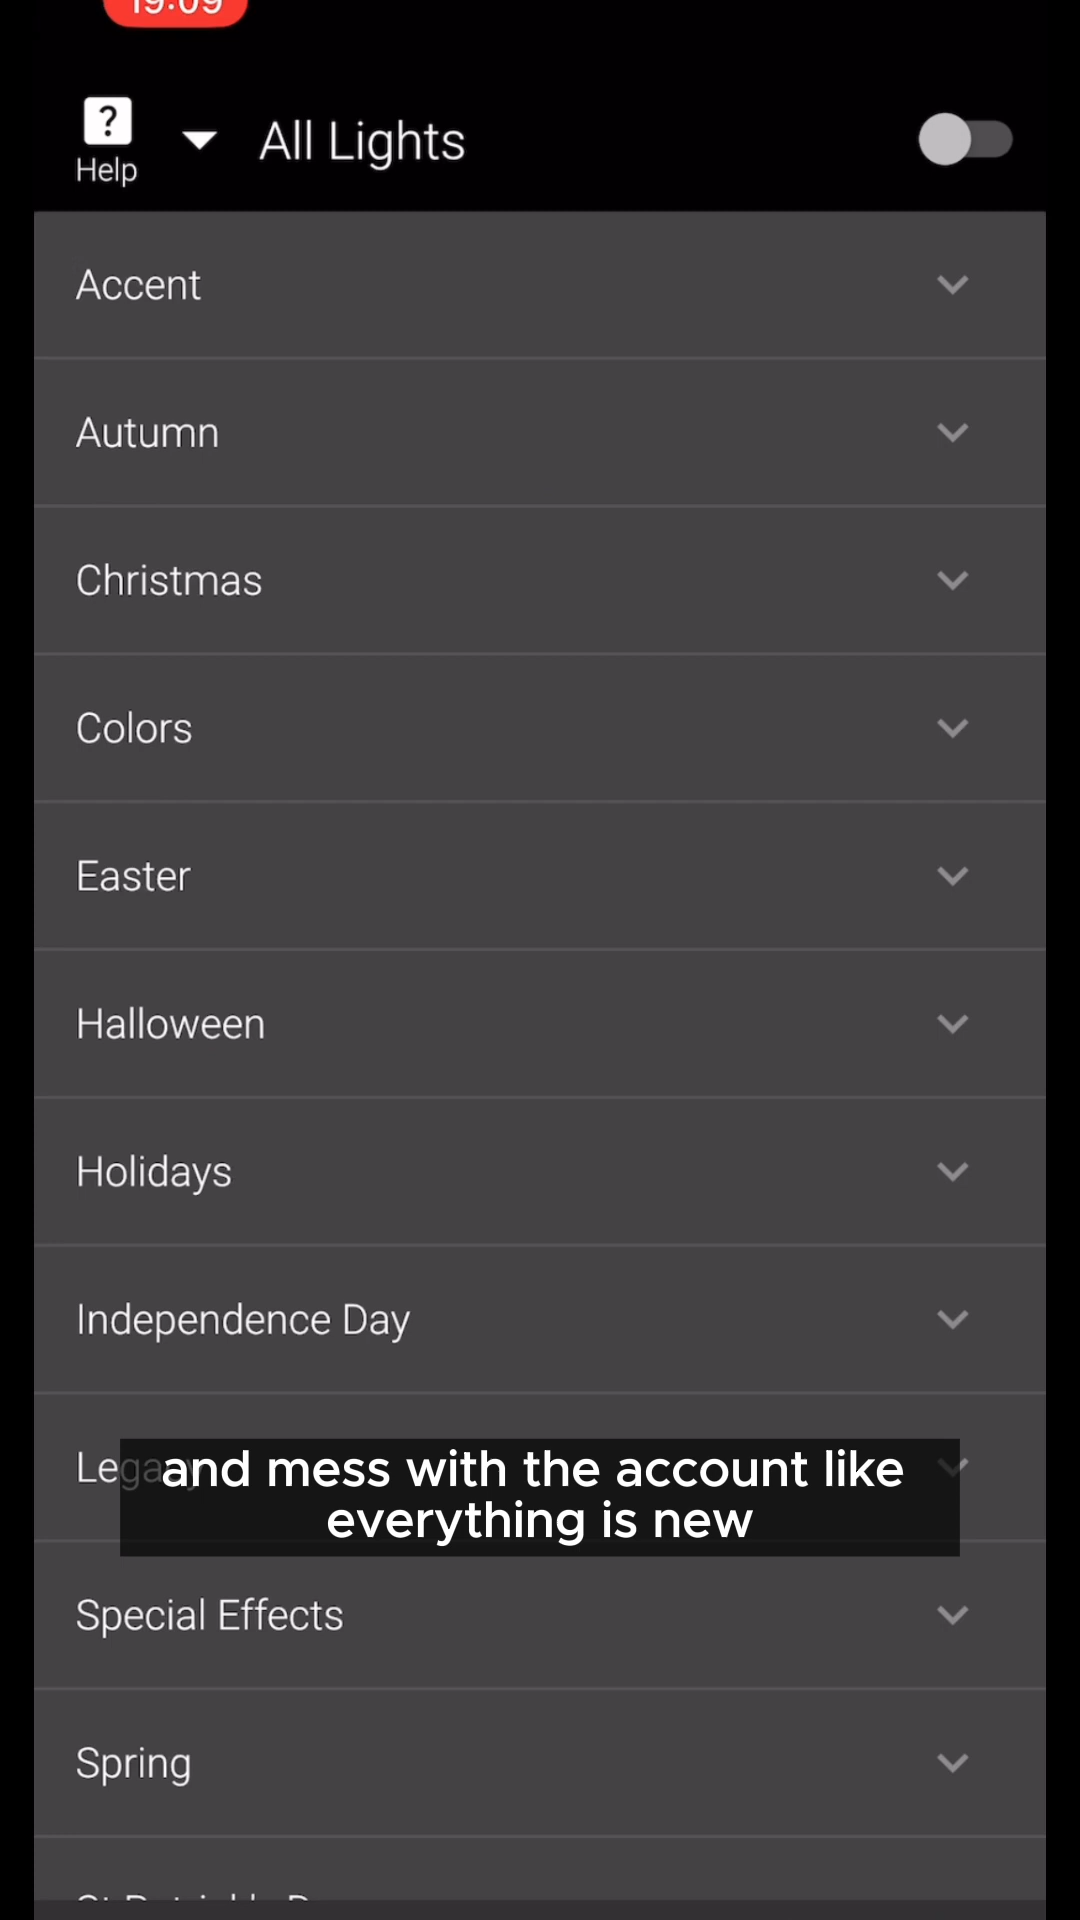 19:09
Help
All Lights
Accent
Autumn
Christmas
Colors
Easter
Halloween
Holidays
Independence Day
Legacy
and mess with the account like
everything is new
Special Effects
Spring